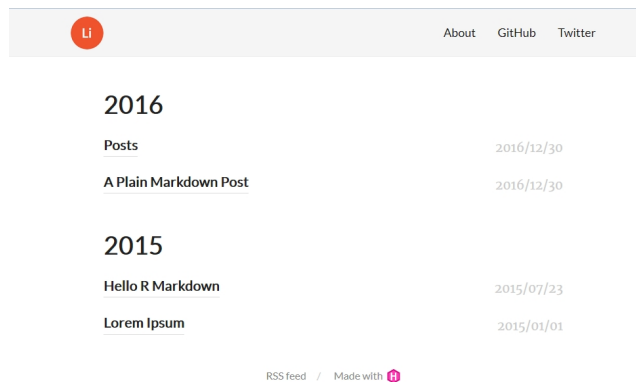 Li About GitHub Twitter
2016
Posts 2016/12/30
A Plain Markdown Post 2016/12/30
2015
Hello R Markdown 2015/07/23
Lorem Ipsum 2015/01/01
RSS feed / Made with H